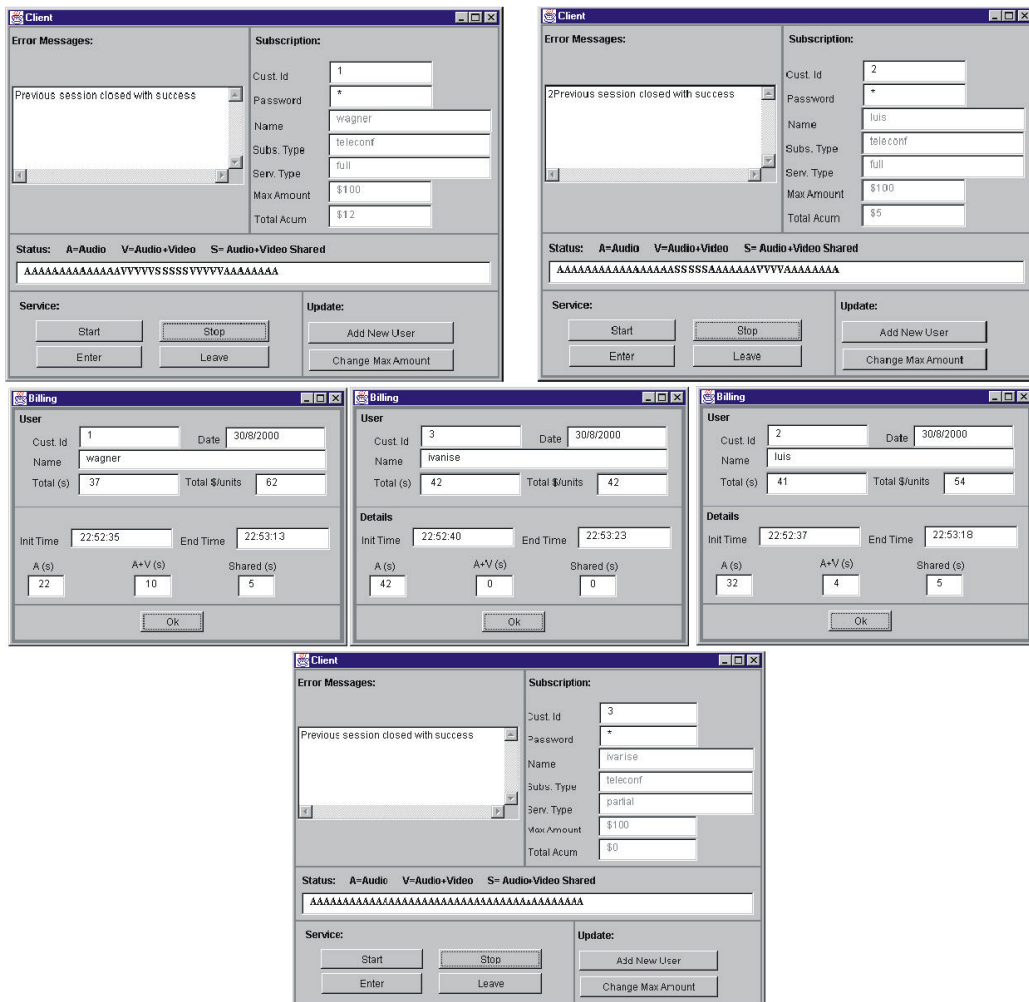 Client
Error Messages:
Subscription:
Cust. Id 1
Password *
Previous session closed with success
Name wagner
Subs. Type teleconf
Serv. Type full
Max Amount $100
Total Acum $12
Status: A=Audio V=Audio+Video S= Audio+Video Shared
Service:
Update:
Start Stop
Add New User
Enter Leave
Change Max Amount
Client
Error Messages:
Subscription:
Cust. Id 2
Password *
2Previous session closed with success
Name luis
Subs. Type teleconf
Serv. Type full
Max Amount $100
Total Acum $5
Status: A=Audio V=Audio+Video S= Audio+Video Shared
Service:
Update:
Start Stop
Add New User
Enter Leave
Change Max Amount
Billing
User
Cust. Id 1 Date 30/8/2000
Name wagner
Total (s) 37 Total $/units 62
Init Time 22:52:35 End Time 22:53:13
A (s) A+V (s) Shared (s)
22 10 5
Ok
Billing
User
Cust. Id 3 Date 30/8/2000
Name ivanise
Total (s) 42 Total $/units 42
Details
Init Time 22:52:40 End Time 22:53:23
A (s) A+V (s) Shared (s)
42 0 0
Ok
Billing
User
Cust. Id 2 Date 30/8/2000
Name luis
Total (s) 41 Total $/units 54
Details
Init Time 22:52:37 End Time 22:53:18
A (s) A+V (s) Shared (s)
32 4 5
Ok
Client
Error Messages:
Subscription:
Cust. Id 3
Password *
Previous session closed with success
Name ivarise
Subs. Type teleconf
Serv. Type partial
Max Amount $100
Total Acum $0
Status: A=Audio V=Audio+Video S= Audio+Video Shared
Service:
Update:
Start Stop
Add New User
Enter Leave
Change Max Amount